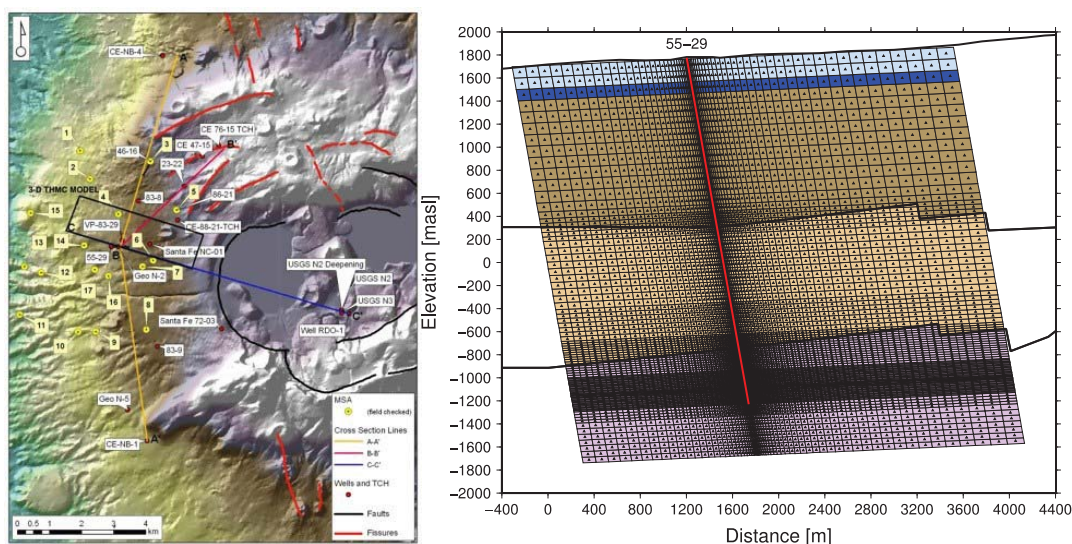 CE-NB-4
A'
CE 76-15 TCH
CE 47-15
B'
1
46-16
3
2
23-22
5
3-D THMC MODEL
4
83-8
86-21
15
C
VP-83-29
CE-88-21-TCH
13
14
6
Santa Fe NC-01
55-29
B
USGS N2 Deepening
12
Geo N-2
7
USGS N2
17
16
8
USGS N3
C'
11
Santa Fe 72-03
Well RDO-1
10
9
83-9
Geo N-5
CE-NB-1
A
MSA
(field checked)
Cross Section Lines
A-A'
B-B'
C-C'
Wells and TCH
Faults
Fissures
0 0.5 1 2 3 4
km
55-29
Elevation [masl]
2000
1800
1600
1400
1200
1000
800
600
400
200
0
−200
−400
−600
−800
−1000
−1200
−1400
−1600
−1800
−2000
−400 0 400 800 1200 1600 2000 2400 2800 3200 3600 4000 4400
Distance [m]